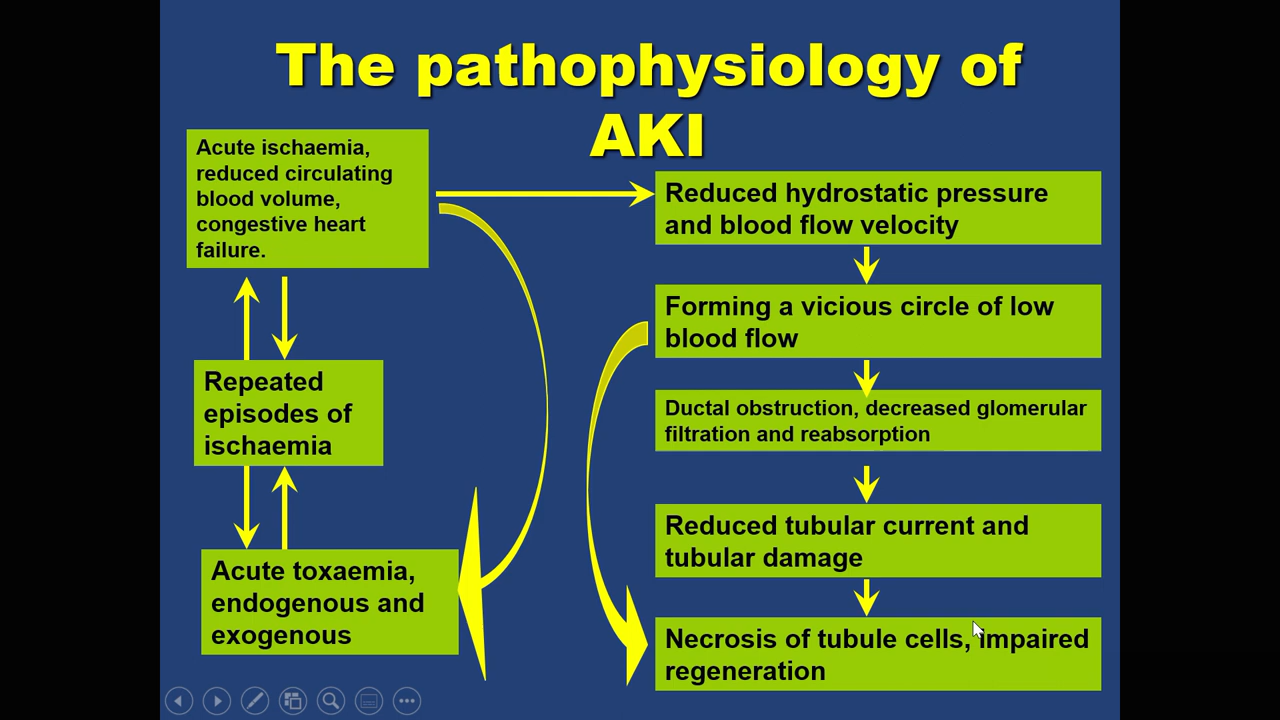 The pathophysiology of
AKI
Acute ischaemia,
reduced circulating
blood volume,
congestive heart
failure.
Repeated
episodes of
ischaemia
Acute toxaemia,
endogenous and
exogenous
Reduced hydrostatic pressure
and blood flow velocity
Forming a vicious circle of low
blood flow
Ductal obstruction, decreased glomerular
filtration and reabsorption
Reduced tubular current and
tubular damage
Necrosis of tubule cells, impaired
regeneration